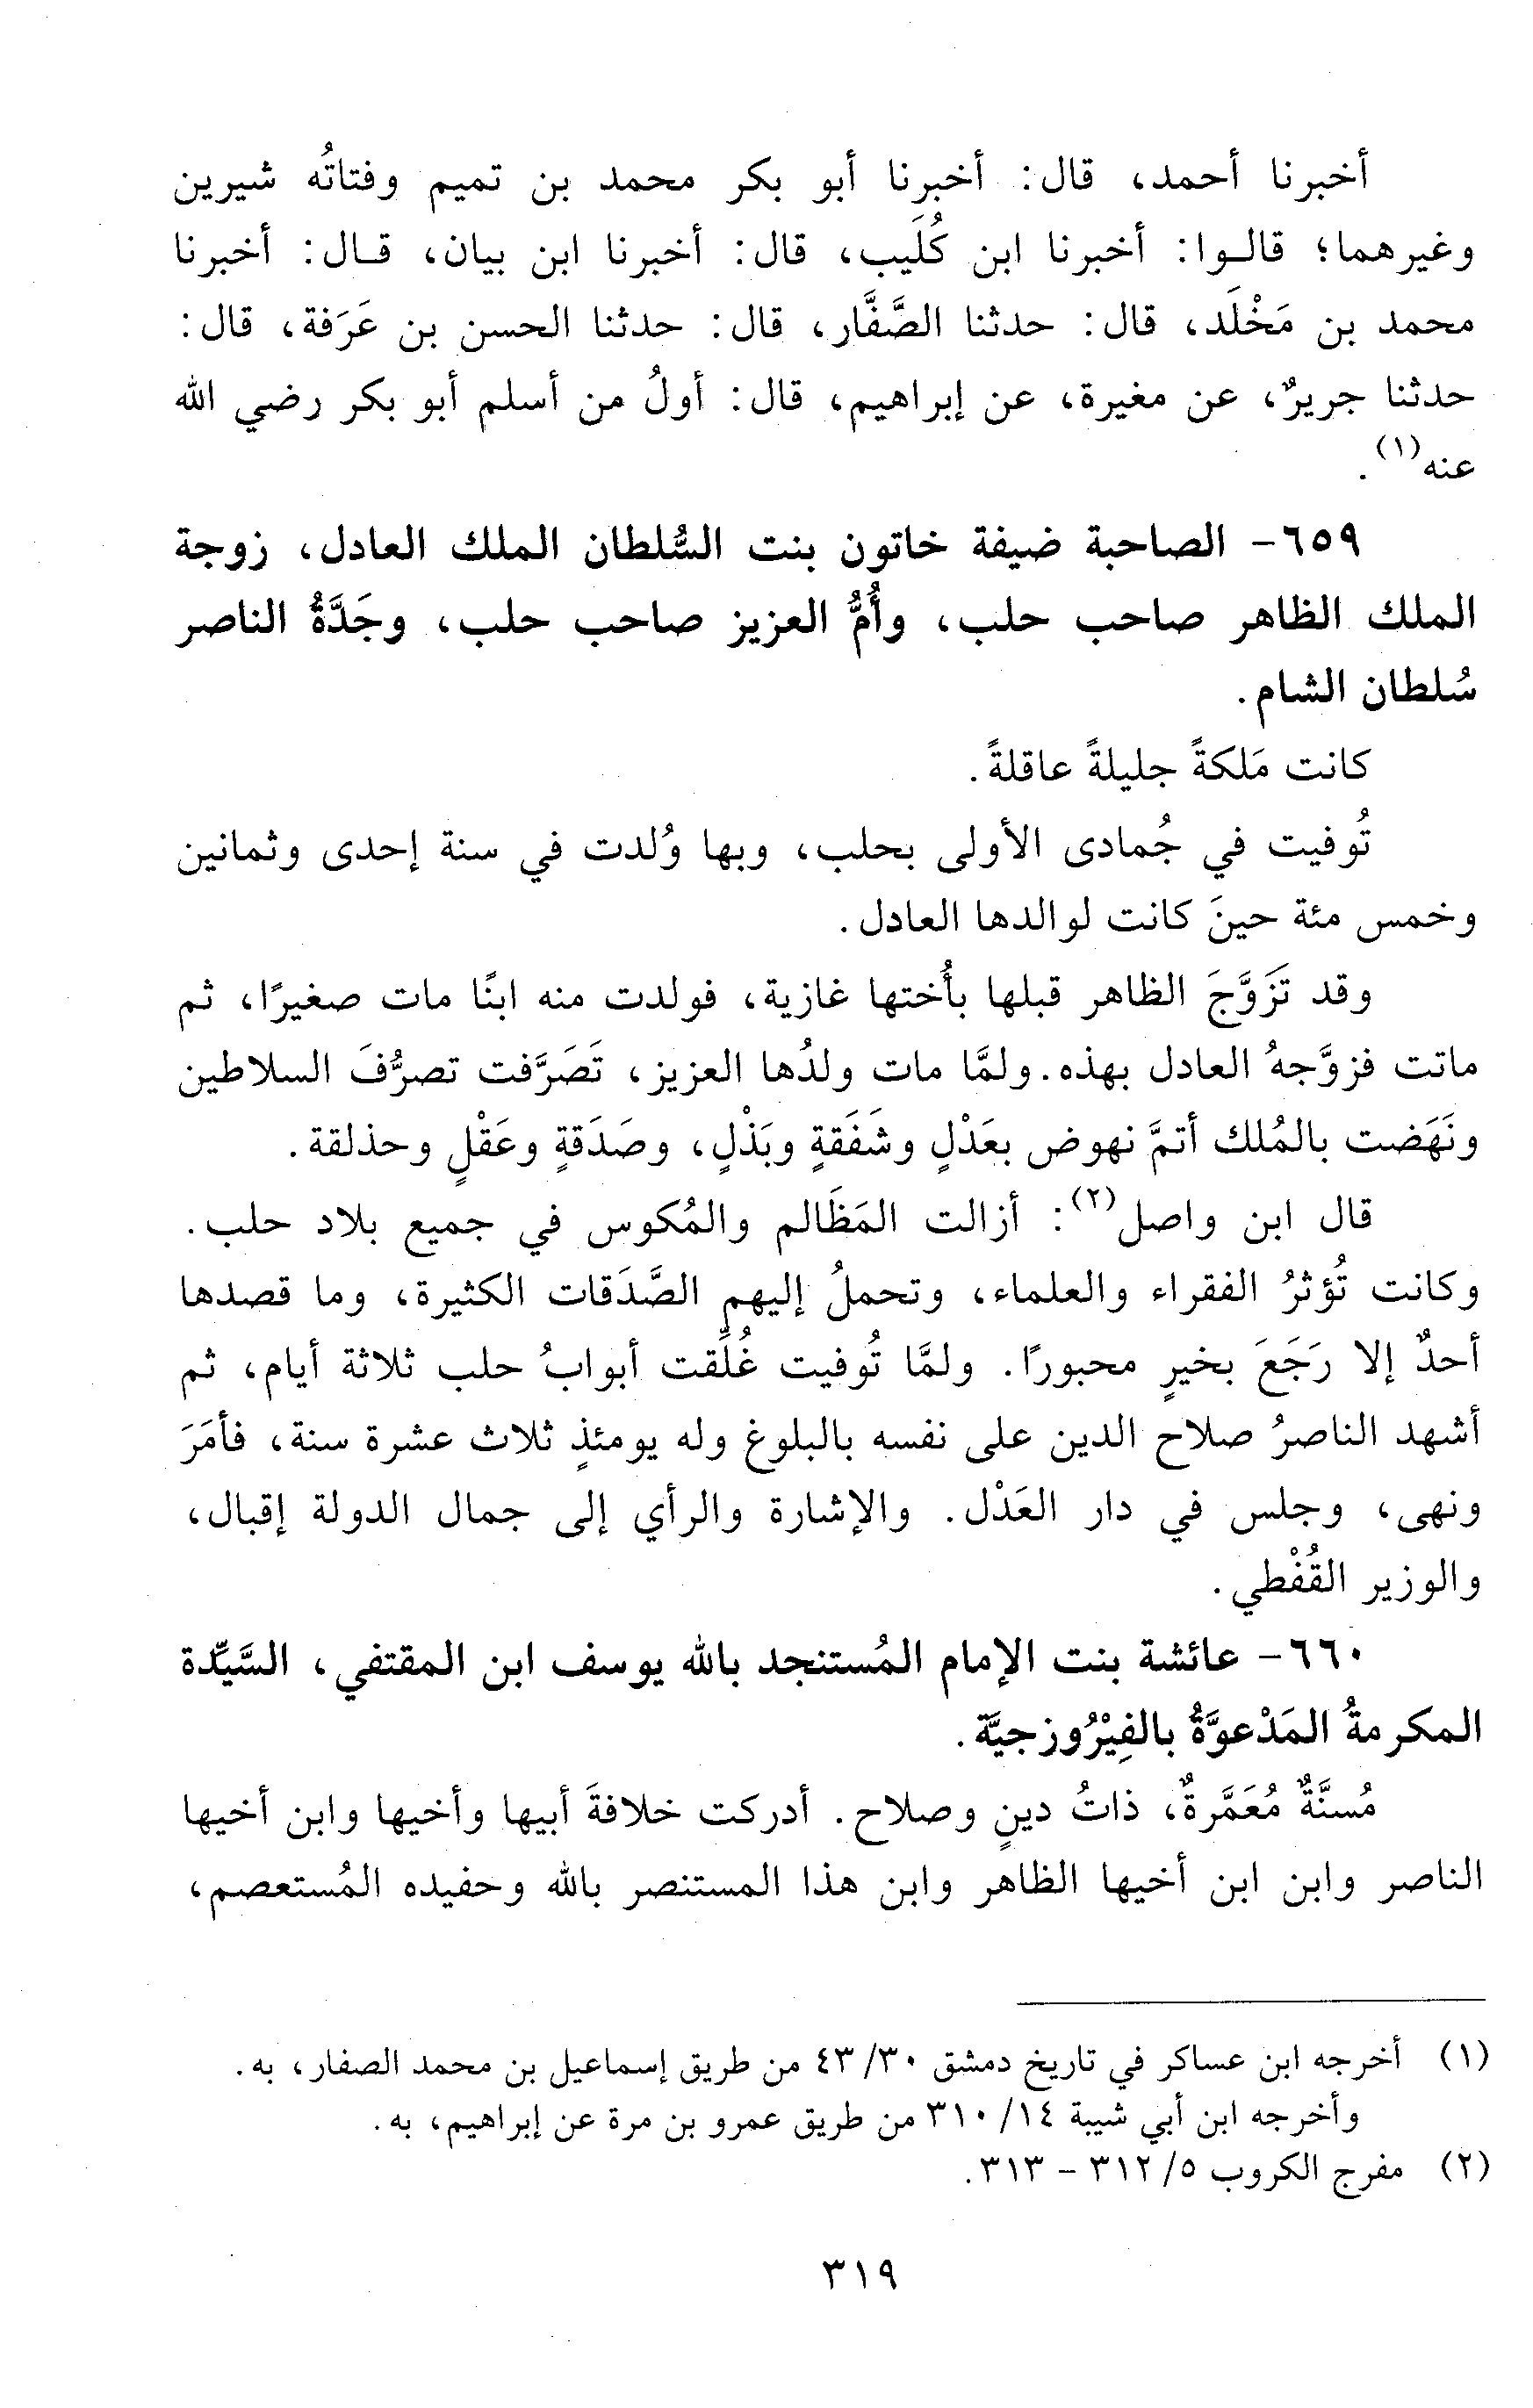 أخبرنا أحمد، قال: أخبرنا أبو بكر محمد بن تميم وفتاتُه شيرين
وغيرهما؛ قالوا: أخبرنا ابن كُلَيب، قال: أخبرنا ابن بيان، قال: أخبرنا
محمد بن مَخْلَد، قال: حدثنا الصَّفَّار، قال: حدثنا الحسن بن عَرَفة، قال:
حدثنا جريرٌ، عن مغيرة، عن إبراهيم، قال: أولُ من أسلم أبو بكر رضي الله
عنه(١).
٦٥٩- الصاحبة ضيفة خاتون بنت السُّلطان الملك العادل، زوجة
الملك الظاهر صاحب حلب، وأُمُّ العزيز صاحب حلب، وجَدَّةُ الناصر
سُلطان الشام.
كانت مَلكةً جليلةً عاقلةً.
تُوفيت في جُمادى الأولى بحلب، وبها وُلدت في سنة إحدى وثمانين
وخمس مئة حينَ كانت لوالدها العادل.
وقد تَزَوَّجَ الظاهر قبلها بأُختها غازية، فولدت منه ابنًا مات صغيرًا، ثم
ماتت فزوَّجهُ العادل بهذه. ولمَّا مات ولدُها العزيز، تَصَرَّفت تصرُّفَ السلاطين
ونَهَضت بالمُلك أتمَّ نهوض بعَدْلٍ وشَفَقةٍ وبَذْلٍ، وصَدَقةٍ وعَقْلٍ وحذلقة.
قال ابن واصل(٢): أزالت المَظَالم والمُكوس في جميع بلاد حلب.
وكانت تُؤثرُ الفقراء والعلماء، وتحملُ إليهم الصَّدَقات الكثيرة، وما قصدها
أحدٌ إلا رَجَعَ بخيرٍ محبورًا. ولمَّا تُوفيت غُلِّقت أبوابُ حلب ثلاثة أيام، ثم
أشهد الناصرُ صلاح الدين على نفسه بالبلوغ وله يومئذٍ ثلاث عشرة سنة، فأمَرَ
ونهى، وجلس في دار العَدْل. والإشارة والرأي إلى جمال الدولة إقبال،
والوزير القُفْطي.
٦٦٠- عائشة بنت الإمام المُستنجد بالله يوسف ابن المقتفي، السَّيِّدة
المكرمةُ المَدْعوَّةُ بالفِيْرُوزجيَّة.
مُسنَّةٌ مُعَمَّرةٌ، ذاتُ دينٍ وصلاح. أدركت خلافةَ أبيها وأخيها وابن أخيها
الناصر وابن ابن أخيها الظاهر وابن هذا المستنصر بالله وحفيده المُستعصم،
(١) أخرجه ابن عساكر في تاريخ دمشق ٣٠/ ٤٣ من طريق إسماعيل بن محمد الصفار، به.
وأخرجه ابن أبي شيبة ١٤/ ٣١٠ من طريق عمرو بن مرة عن إبراهيم، به.
(٢) مفرج الكروب ٥/ ٣١٢ - ٣١٣.
٣١٩